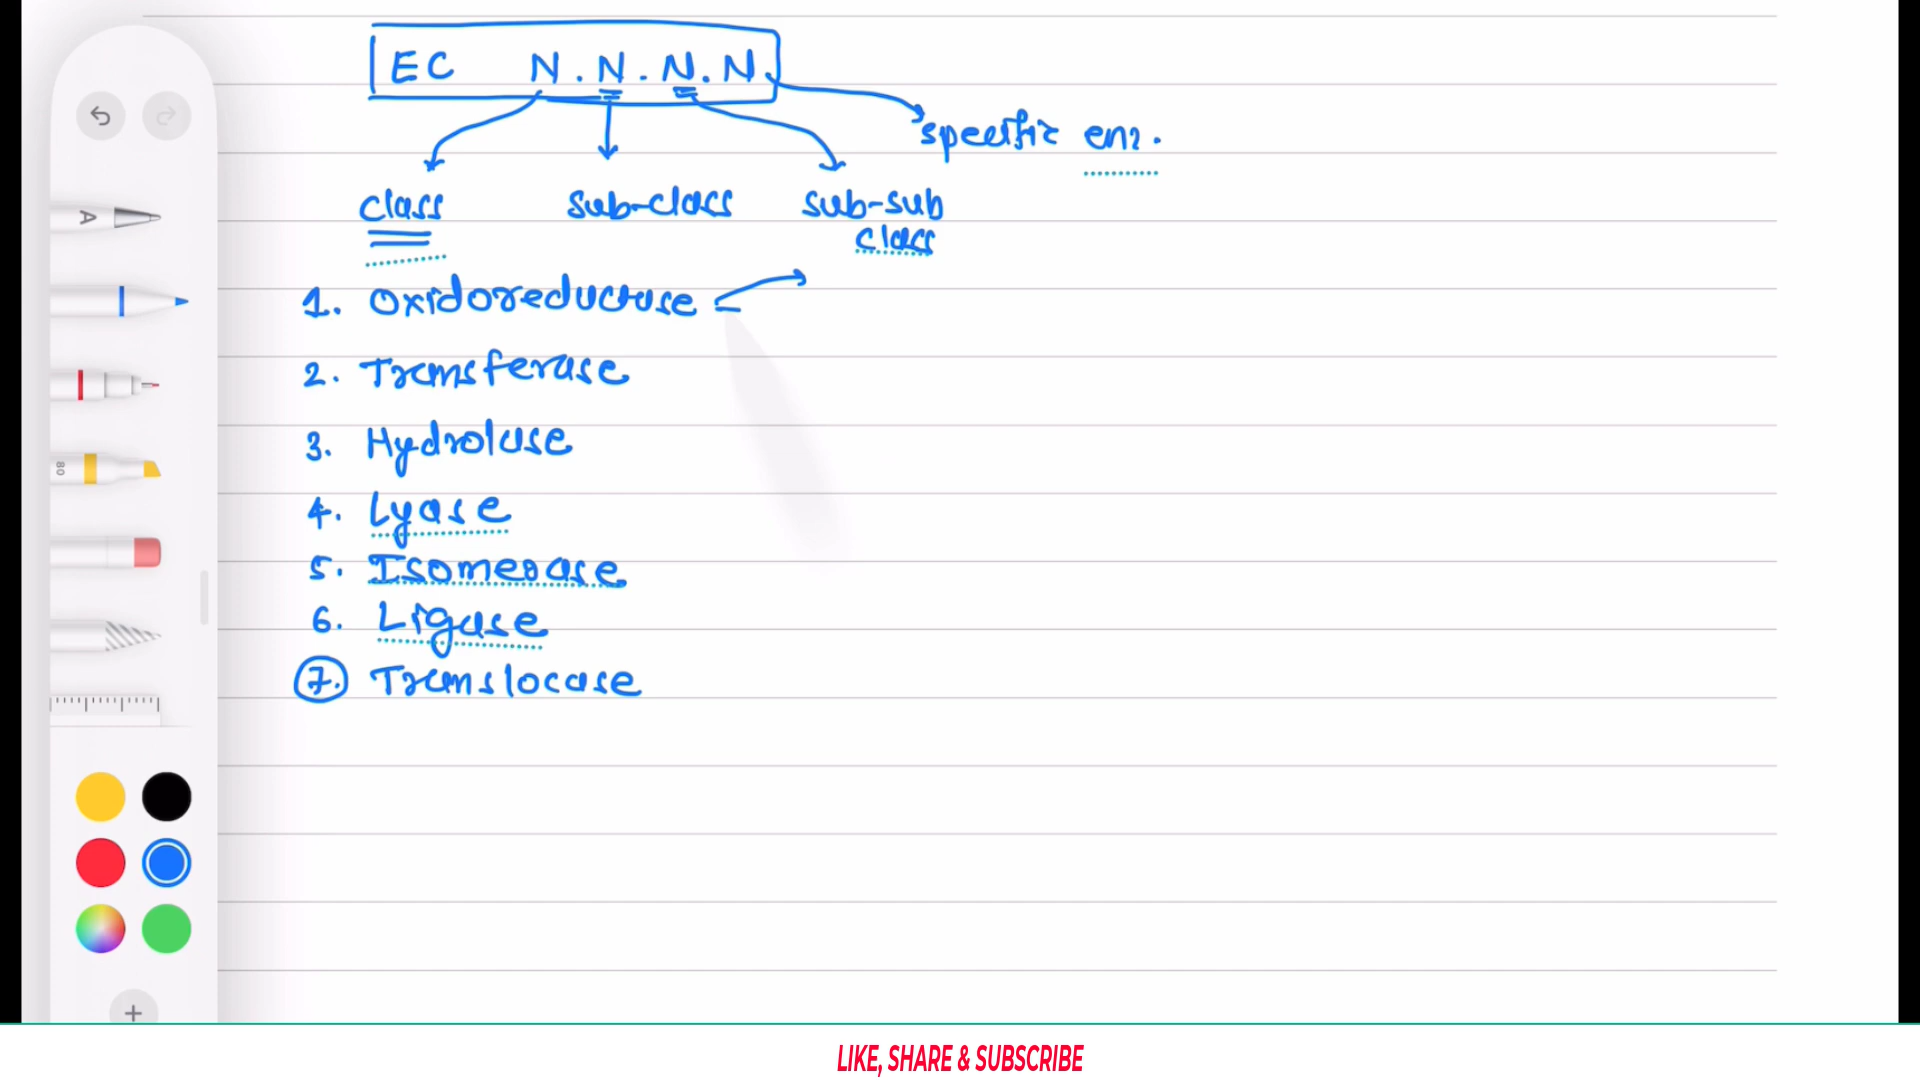 EC N.N.N.N.
specific enz.
class sub-class sub-sub
class
1. Oxidoreductase
2. Transferase
3. Hydrolase
4. Lyase
5. Isomerase
6. Ligase
7. Translocase
A
80
LIKE, SHARE & SUBSCRIBE